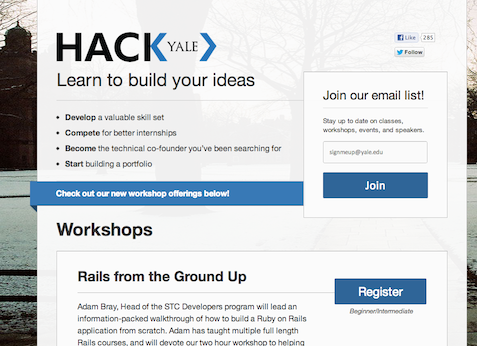 HACK YALE
Like 285
Follow
Learn to build your ideas
Develop a valuable skill set
Compete for better internships
Become the technical co-founder you've been searching for
Start building a portfolio
Join our email list!
Stay up to date on classes,
workshops, events, and speakers.
signmeup@yale.edu
Join
Check out our new workshop offerings below!
Workshops
Rails from the Ground Up
Adam Bray, Head of the STC Developers program will lead an
information-packed walkthrough of how to build a Ruby on Rails
application from scratch. Adam has taught multiple full length
Rails courses, and will devote our two hour workshop to helping
Register
Beginner/Intermediate